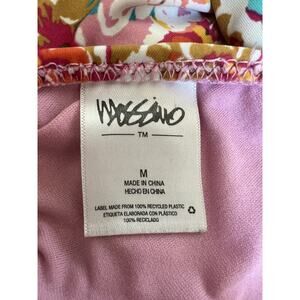 mossimo
TM
M
MADE IN CHINA
HECHO EN CHINA
LABEL MADE FROM 100% RECYCLED PLASTIC
ETIQUETA ELABORADA CON PLÁSTICO
100% RECICLADO